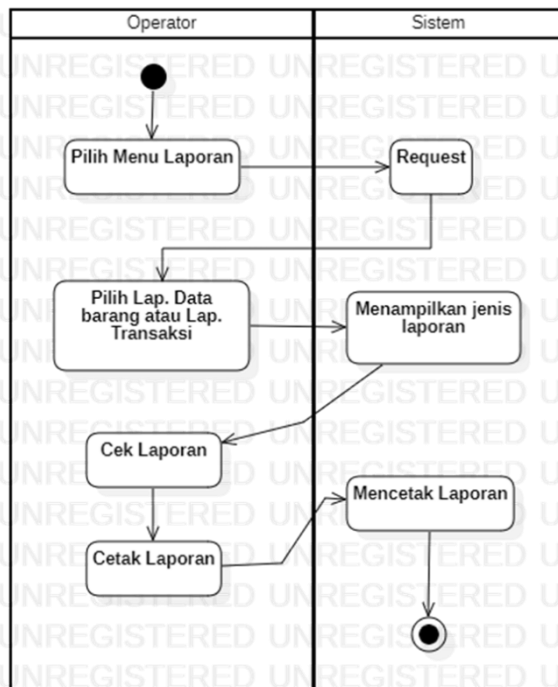 Operator
Sistem
Pilih Menu Laporan
Request
Pilih Lap. Data
barang atau Lap.
Transaksi
Menampilkan jenis
laporan
Cek Laporan
Mencetak Laporan
Cetak Laporan
UNREGISTERED